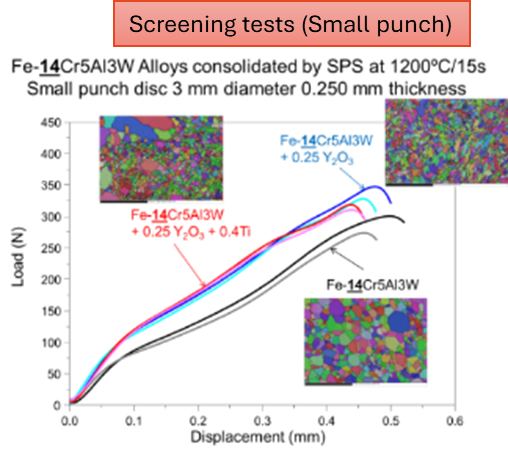 Screening tests (Small punch)
Fe-14Cr5Al3W Alloys consolidated by SPS at 1200ºC/15s
Small punch disc 3 mm diameter 0.250 mm thickness
Fe-14Cr5Al3W
+ 0.25 Y₂O₃
Fe-14Cr5Al3W
+ 0.25 Y₂O₃ + 0.4Ti
Fe-14Cr5Al3W
Load (N)
450
400
350
300
250
200
150
100
50
0
0.0 0.1 0.2 0.3 0.4 0.5 0.6
Displacement (mm)